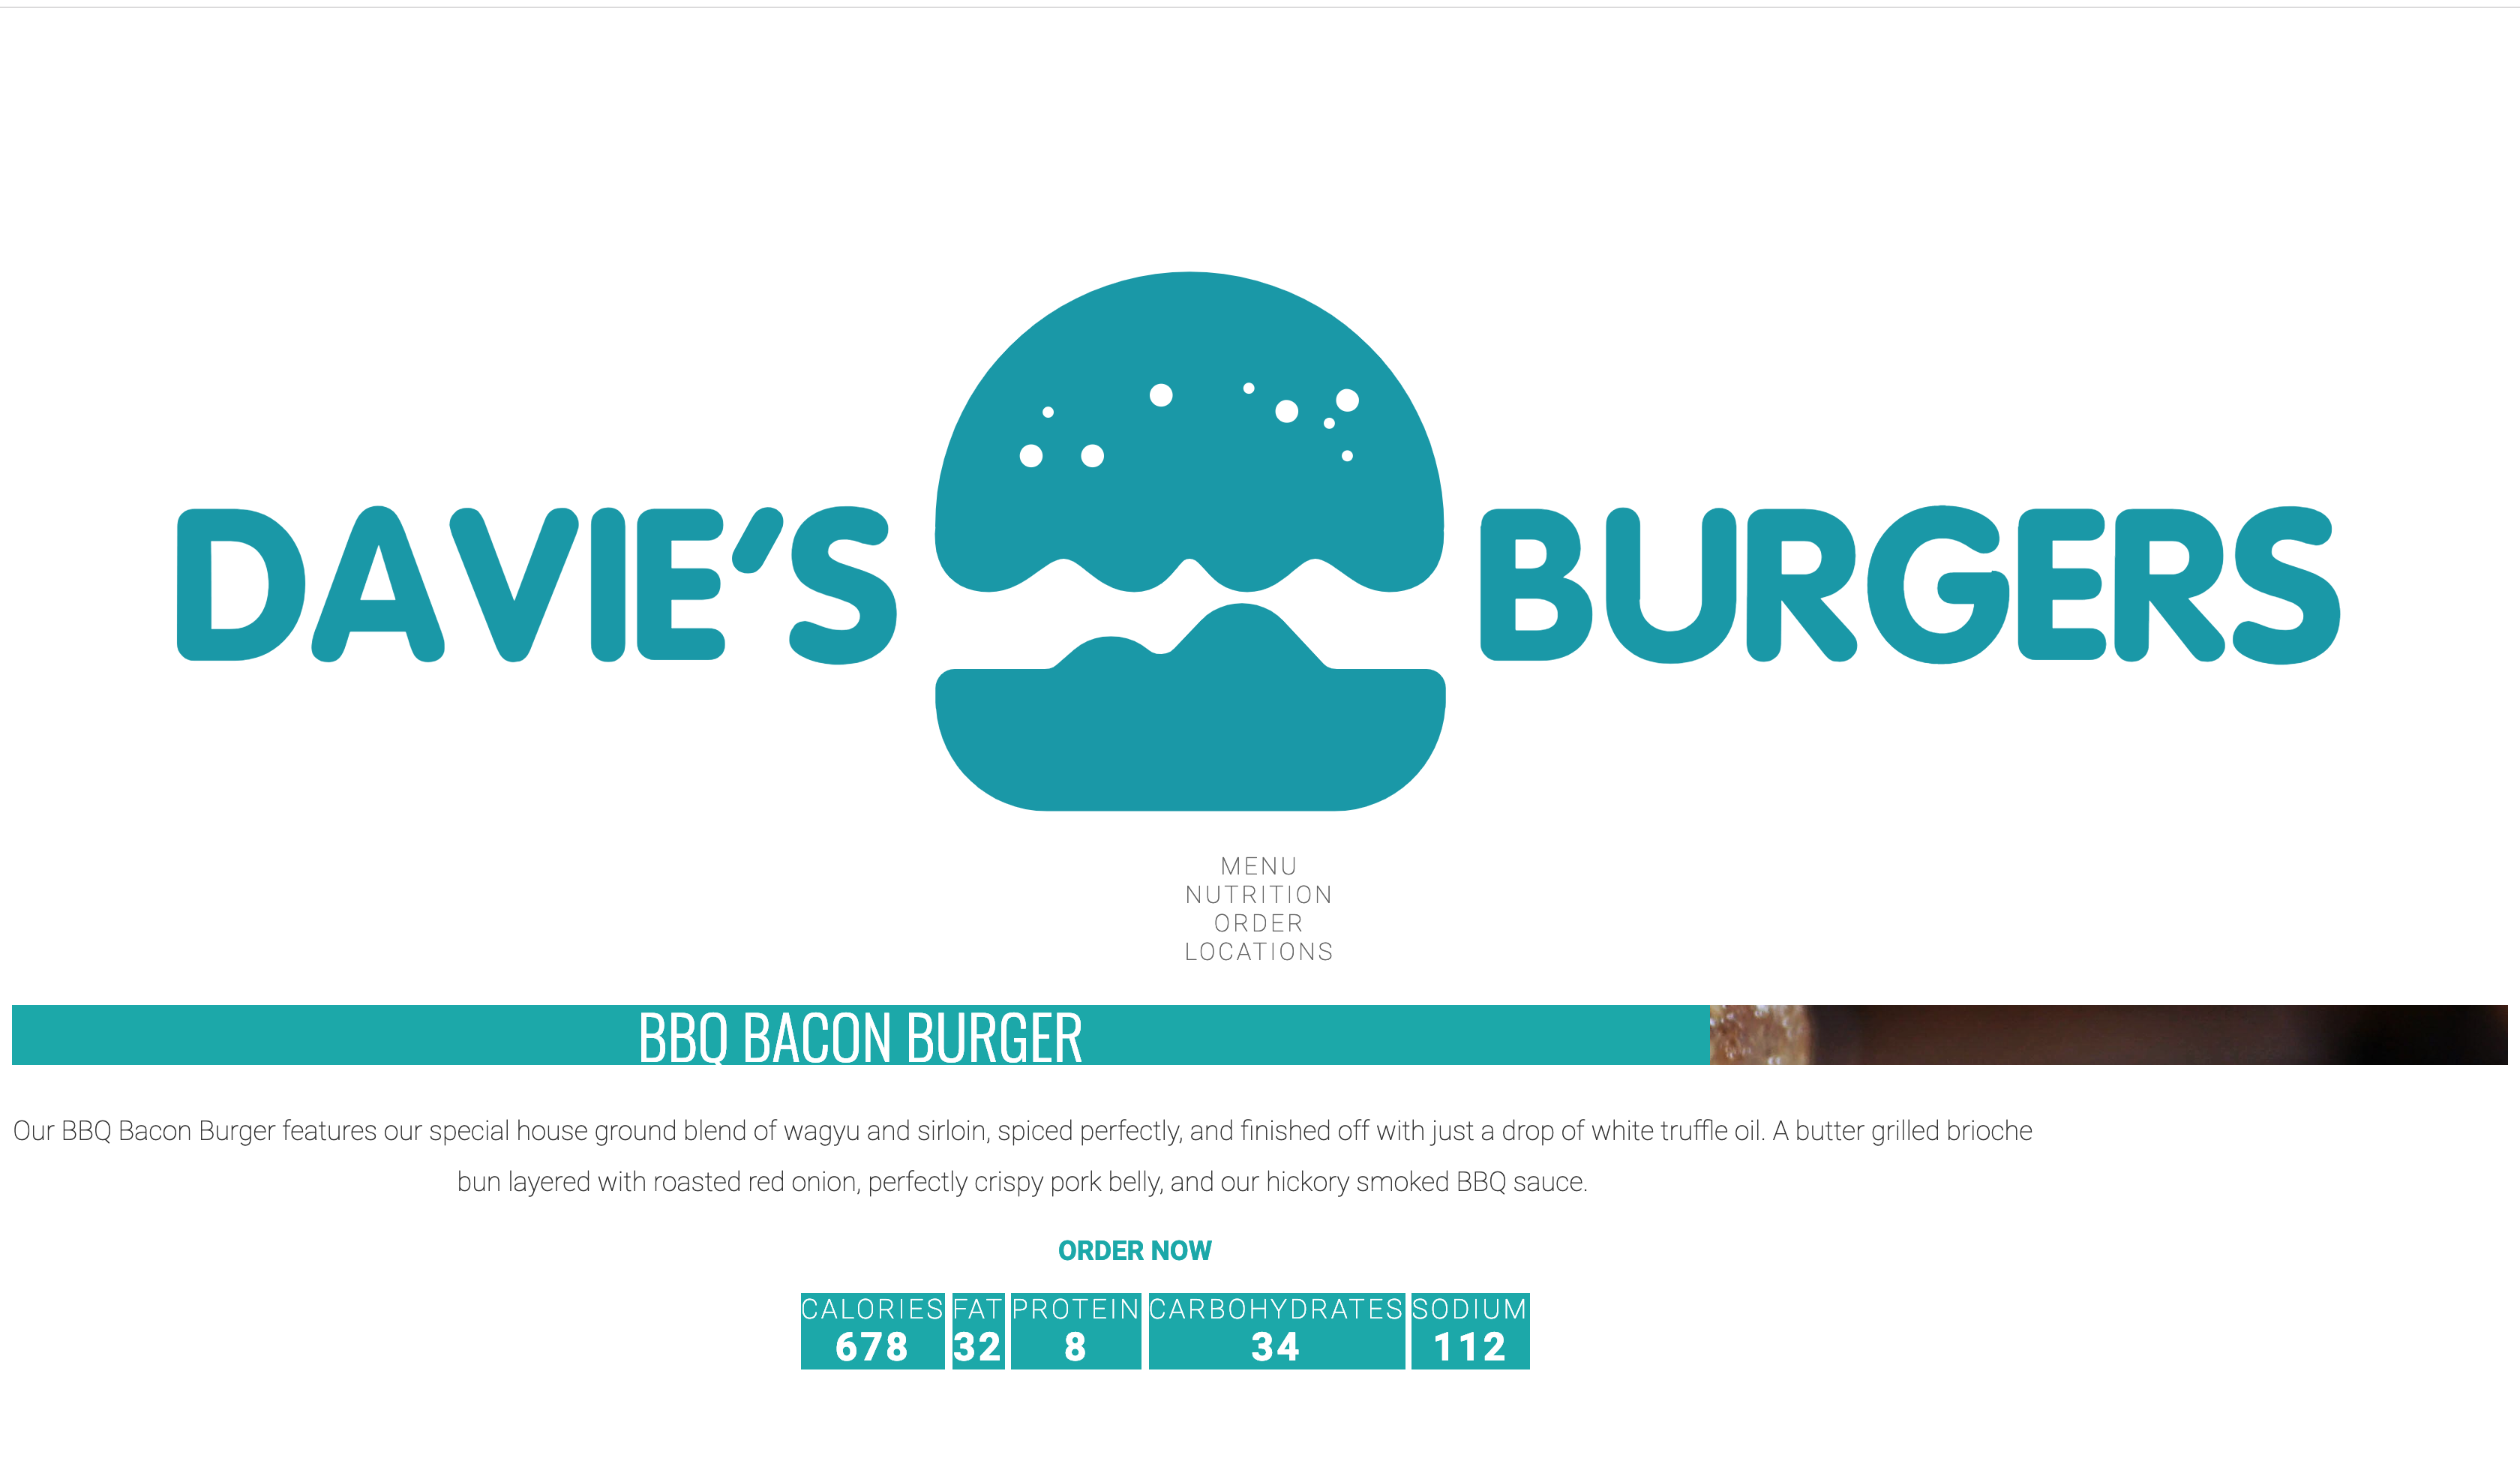 DAVIE'S BURGERS
MENU
NUTRITION
ORDER
LOCATIONS
BBQ BACON BURGER
Our BBQ Bacon Burger features our special house ground blend of wagyu and sirloin, spiced perfectly, and finished off with just a drop of white truffle oil. A butter grilled brioche
bun layered with roasted red onion, perfectly crispy pork belly, and our hickory smoked BBQ sauce.
ORDER NOW
CALORIES FAT PROTEIN CARBOHYDRATES SODIUM
678 32 8 34 112